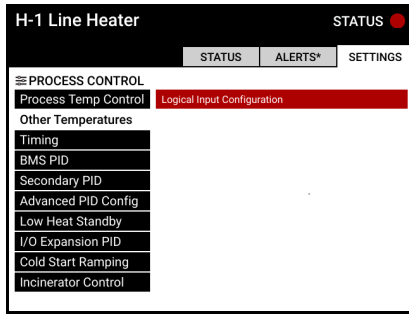 H-1 Line Heater
STATUS
STATUS
ALERTS*
SETTINGS
PROCESS CONTROL
Process Temp Control
Logical Input Configuration
Other Temperatures
Timing
BMS PID
Secondary PID
Advanced PID Config
Low Heat Standby
I/O Expansion PID
Cold Start Ramping
Incinerator Control